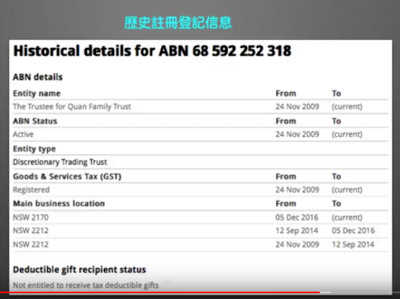 歷史註冊登記信息
Historical details for ABN 68 592 252 318
ABN details
Entity name From To
The Trustee for Quan Family Trust 24 Nov 2009 (current)
ABN Status From To
Active 24 Nov 2009 (current)
Entity type
Discretionary Trading Trust
Goods & Services Tax (GST) From To
Registered 24 Nov 2009 (current)
Main business location From To
NSW 2170 05 Dec 2016 (current)
NSW 2212 12 Sep 2014 05 Dec 2016
NSW 2212 24 Nov 2009 12 Sep 2014
Deductible gift recipient status
Not entitled to receive tax deductible gifts